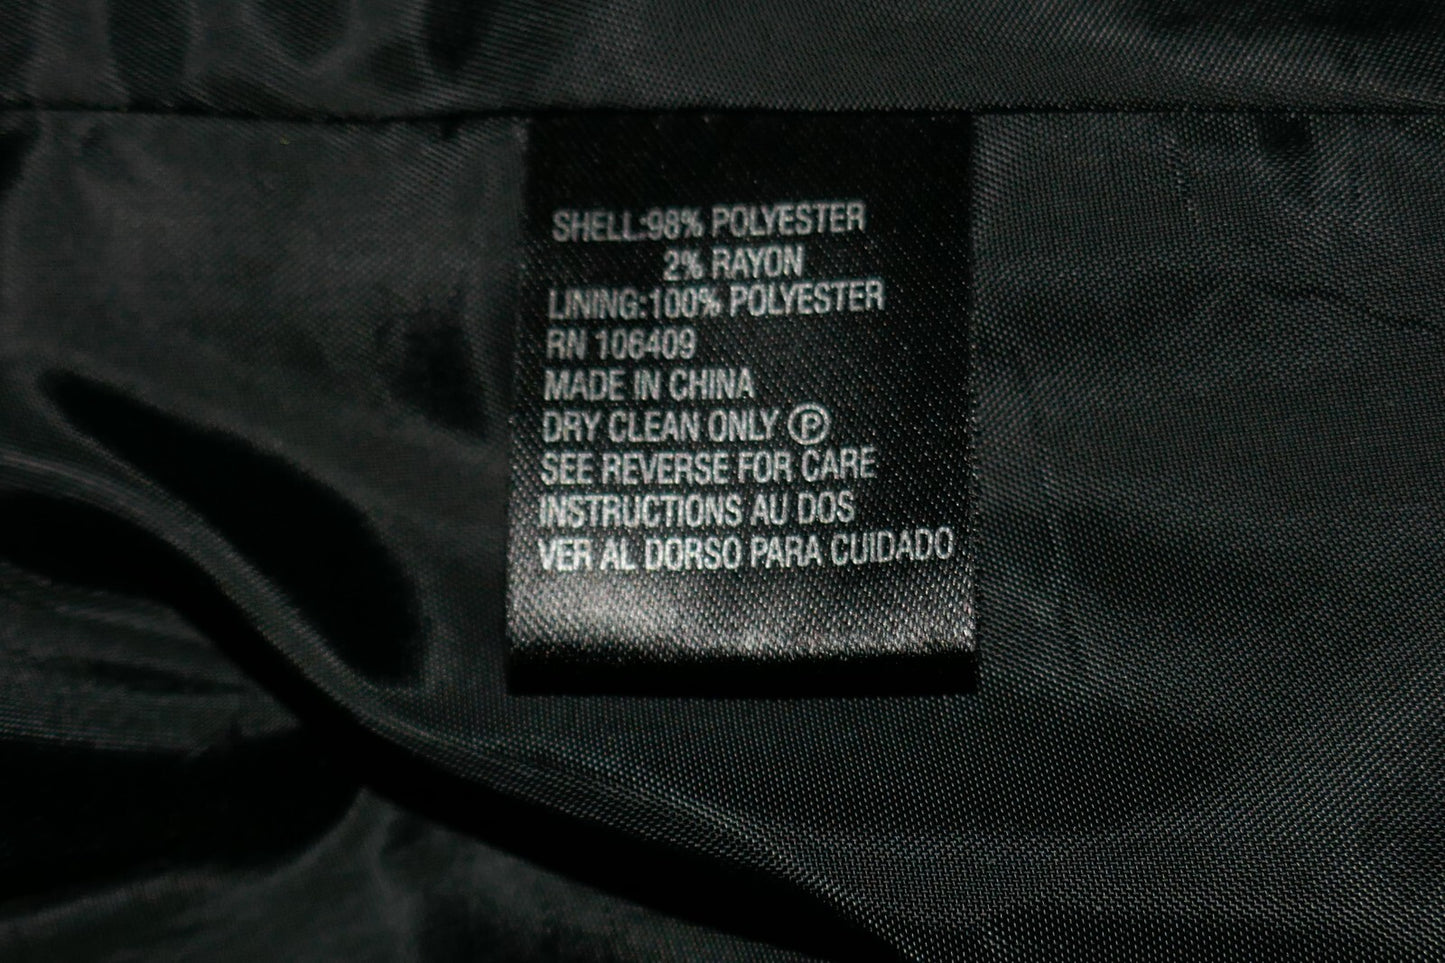 SHELL:98% POLYESTER
2% RAYON
LINING:100% POLYESTER
RN 106409
MADE IN CHINA
DRY CLEAN ONLY Ⓟ
SEE REVERSE FOR CARE
INSTRUCTIONS AU DOS
VER AL DORSO PARA CUIDADO